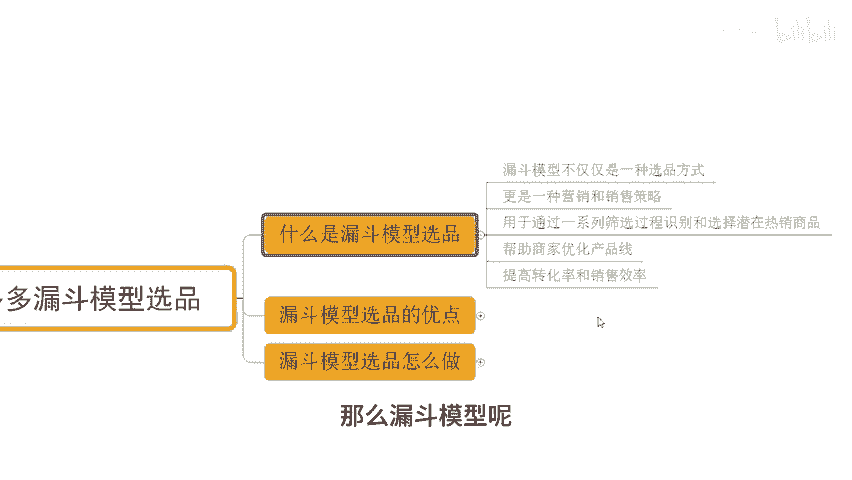 bilibili
漏斗模型不仅仅是一种选品方式
更是一种营销和销售策略
什么是漏斗模型选品
用于通过一系列筛选过程识别和选择潜在热销商品
帮助商家优化产品线
提高转化率和销售效率
多漏斗模型选品
漏斗模型选品的优点
漏斗模型选品怎么做
那么漏斗模型呢